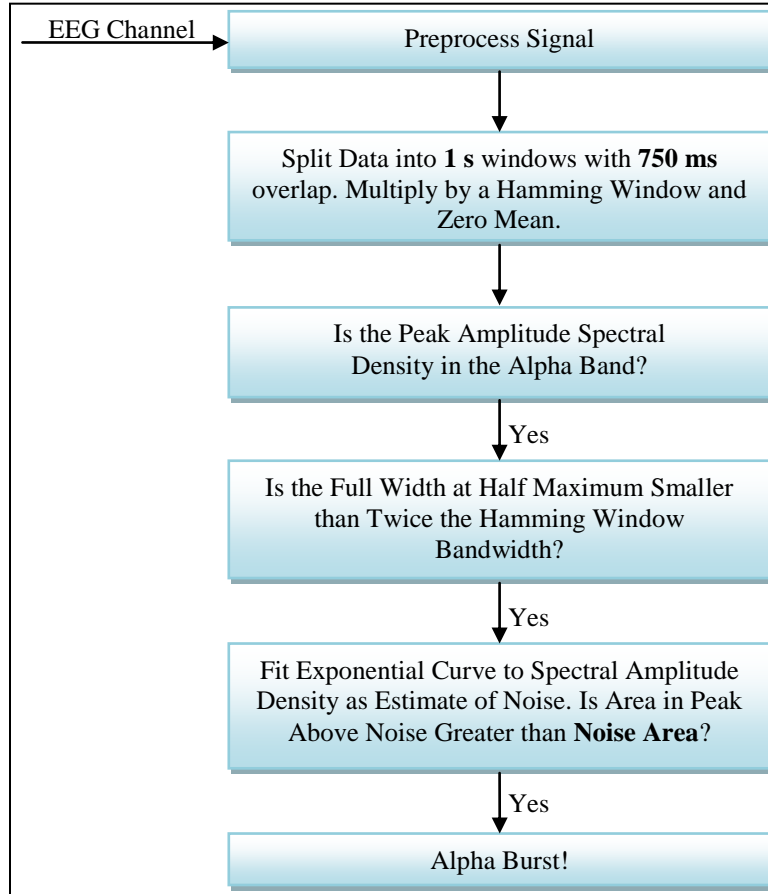 EEG Channel
Preprocess Signal
Split Data into 1 s windows with 750 ms
overlap. Multiply by a Hamming Window and
Zero Mean.
Is the Peak Amplitude Spectral
Density in the Alpha Band?
Yes
Is the Full Width at Half Maximum Smaller
than Twice the Hamming Window
Bandwidth?
Yes
Fit Exponential Curve to Spectral Amplitude
Density as Estimate of Noise. Is Area in Peak
Above Noise Greater than Noise Area?
Yes
Alpha Burst!